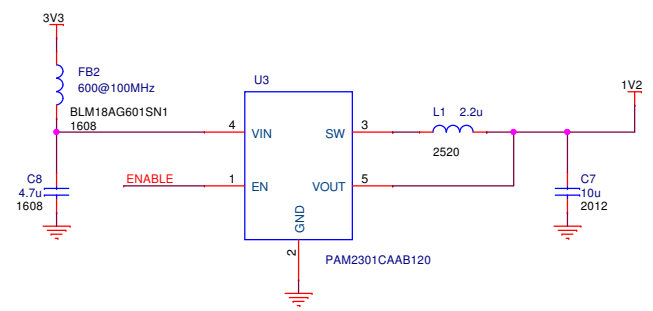 3V3
FB2
600@100MHz
BLM18AG601SN1
1608
C8
4.7u
1608
ENABLE
U3
4
VIN
SW
3
1
EN
VOUT
5
GND
2
PAM2301CAAB120
L1 2.2u
2520
1V2
C7
10u
2012